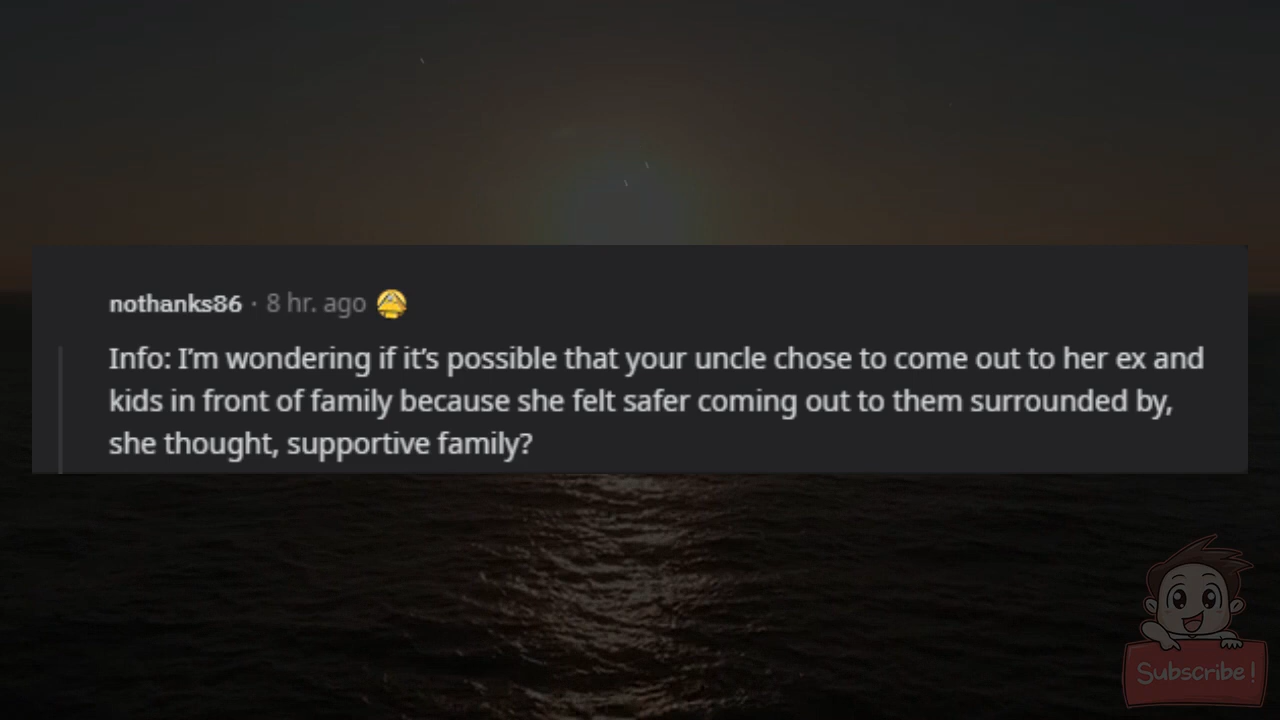 nothanks86 · 8 hr. ago
Info: I’m wondering if it’s possible that your uncle chose to come out to her ex and
kids in front of family because she felt safer coming out to them surrounded by,
she thought, supportive family?
Subscribe!